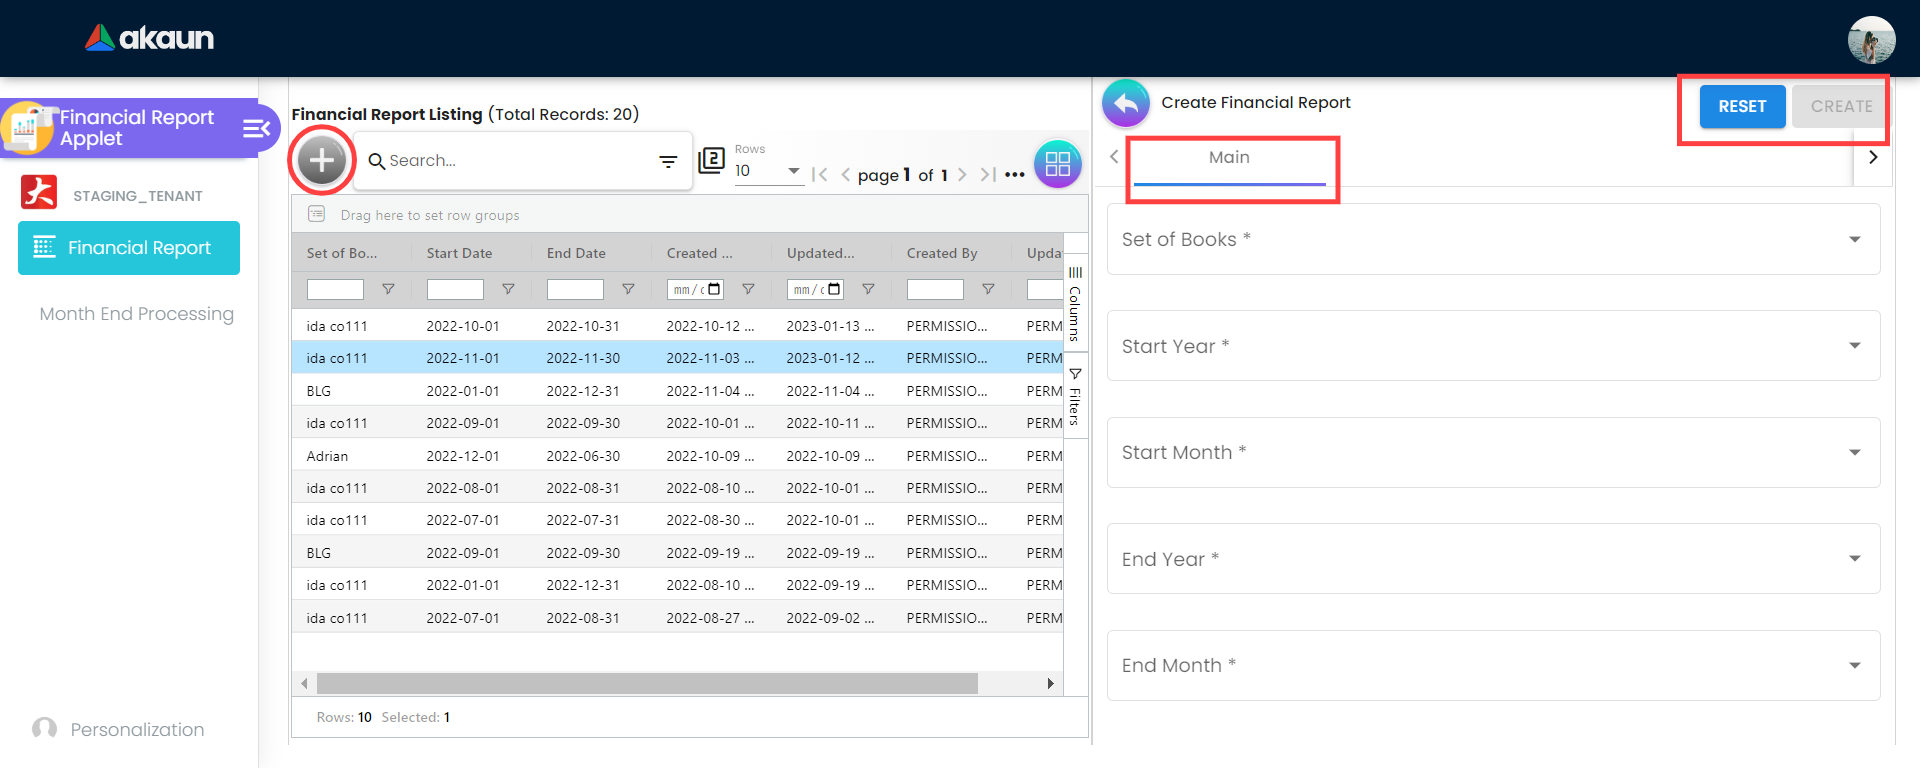 akaun
Financial Report
Applet
STAGING_TENANT
Financial Report
Month End Processing
Personalization
Financial Report Listing (Total Records: 20)
Search...
2
Rows
10
page 1 of 1
Drag here to set row groups
Set of Bo... Start Date End Date Created ... Updated... Created By Upda
mm/d mm/d
ida co111 2022-10-01 2022-10-31 2022-10-12 ... 2023-01-13 ... PERMISSIO... PERM
ida co111 2022-11-01 2022-11-30 2022-11-03 ... 2023-01-12 ... PERMISSIO... PERM
BLG 2022-01-01 2022-12-31 2022-11-04 ... 2022-11-04 ... PERMISSIO... PERM
ida co111 2022-09-01 2022-09-30 2022-10-01 ... 2022-10-11 ... PERMISSIO... PERM
Adrian 2022-12-01 2022-06-30 2022-10-09 ... 2022-10-09 ... PERMISSIO... PERM
ida co111 2022-08-01 2022-08-31 2022-08-10 ... 2022-10-01 ... PERMISSIO... PERM
ida co111 2022-07-01 2022-07-31 2022-08-30 ... 2022-10-01 ... PERMISSIO... PERM
BLG 2022-09-01 2022-09-30 2022-09-19 ... 2022-09-19 ... PERMISSIO... PERM
ida co111 2022-01-01 2022-12-31 2022-08-10 ... 2022-09-19 ... PERMISSIO... PERM
ida co111 2022-07-01 2022-08-31 2022-08-27 ... 2022-09-02 ... PERMISSIO... PERM
Columns
Filters
Rows: 10 Selected: 1
Create Financial Report
RESET
CREATE
Main
Set of Books *
Start Year *
Start Month *
End Year *
End Month *